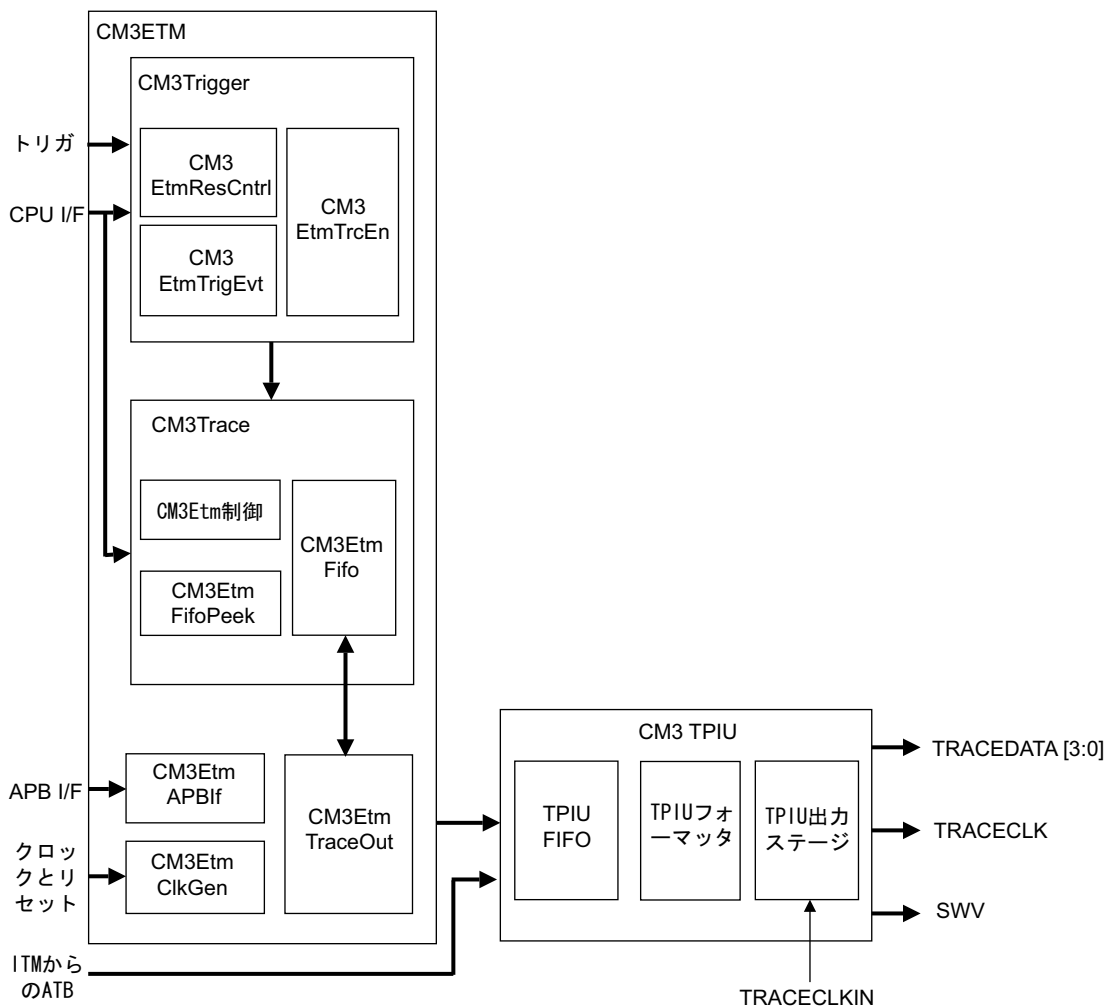 CM3ETM
CM3Trigger
トリガ
CM3
EtmResCntrl
CM3
EtmTrcEn
CPU I/F
CM3
EtmTrigEvt
CM3Trace
CM3Etm制御
CM3Etm
Fifo
CM3Etm
FifoPeek
CM3 TPIU
TRACEDATA [3:0]
APB I/F
CM3Etm
APBIf
CM3Etm
TraceOut
TPIU
FIFO
TPIUフォ
ーマッタ
TPIU出力
ステージ
TRACECLK
クロッ
クとリ
セット
CM3Etm
ClkGen
SWV
ITMから
のATB
TRACECLKIN